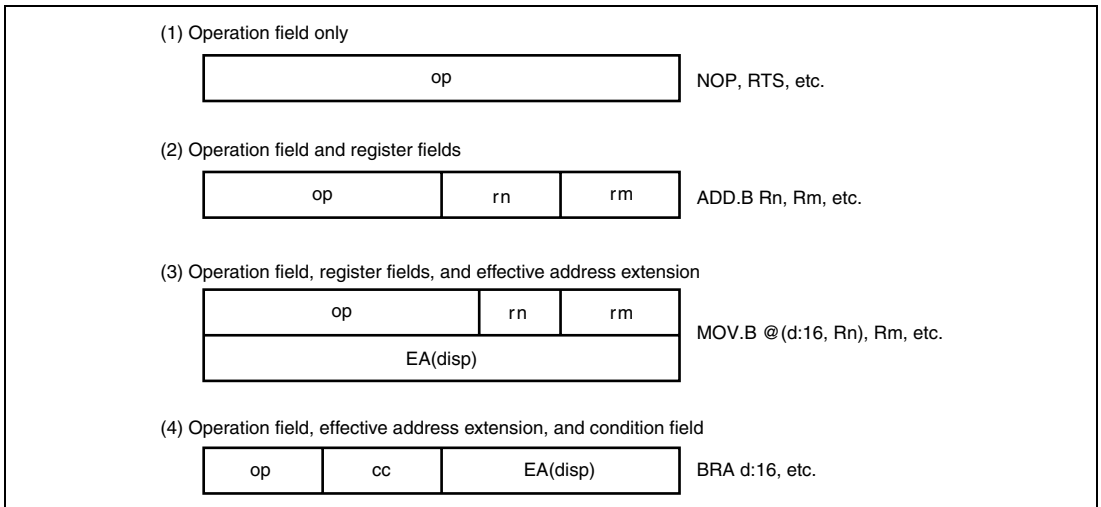 (1) Operation field only
op
NOP, RTS, etc.
(2) Operation field and register fields
op rn rm
ADD.B Rn, Rm, etc.
(3) Operation field, register fields, and effective address extension
op rn rm
EA(disp)
MOV.B @(d:16, Rn), Rm, etc.
(4) Operation field, effective address extension, and condition field
op cc EA(disp)
BRA d:16, etc.